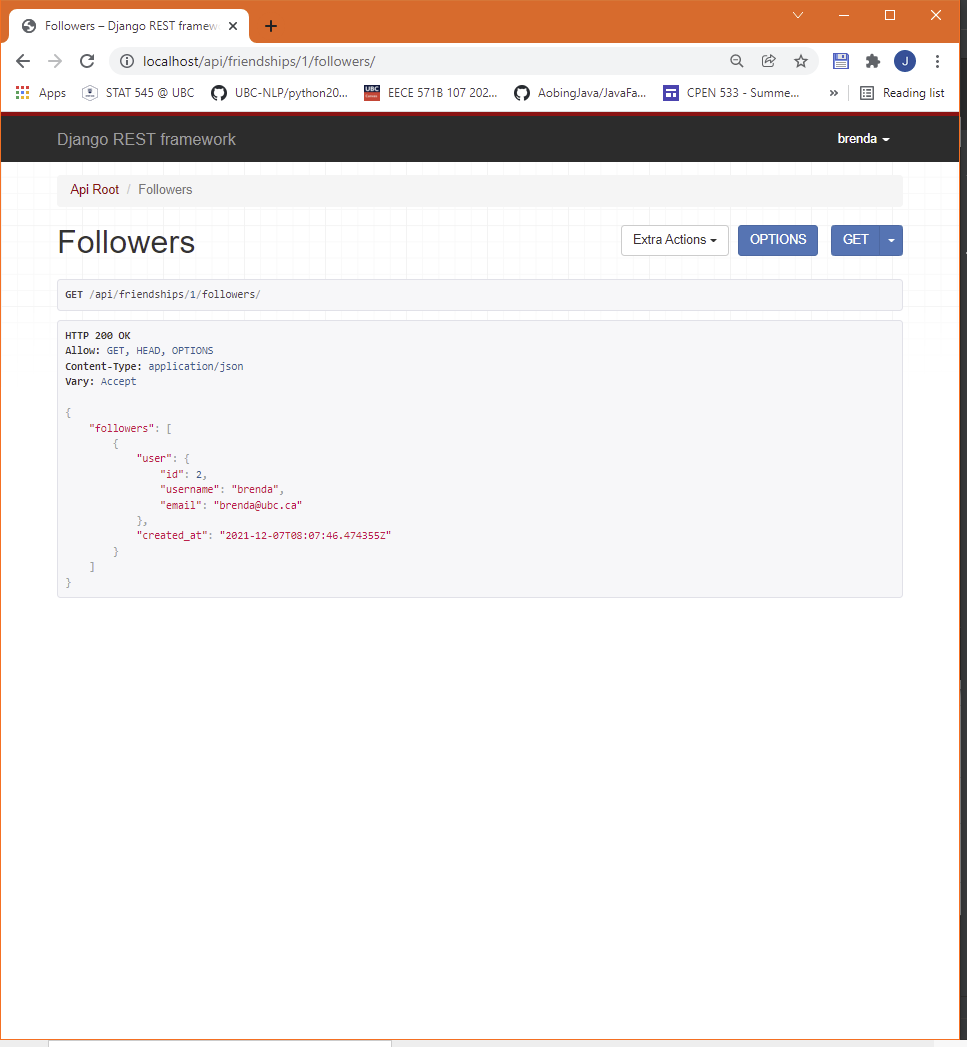 Followers – Django REST framew
localhost/api/friendships/1/followers/
J
Apps
STAT 545 @ UBC
UBC-NLP/python20...
UBC
EECE 571B 107 202...
AobingJava/JavaFa...
CPEN 533 - Summe...
»
Reading list
Django REST framework
brenda
Api Root / Followers
Followers
Extra Actions
OPTIONS
GET
GET /api/friendships/1/followers/
HTTP 200 OK
Allow: GET, HEAD, OPTIONS
Content-Type: application/json
Vary: Accept
{
    "followers": [
        {
            "user": {
                "id": 2,
                "username": "brenda",
                "email": "brenda@ubc.ca"
            },
            "created_at": "2021-12-07T08:07:46.474355Z"
        }
    ]
}